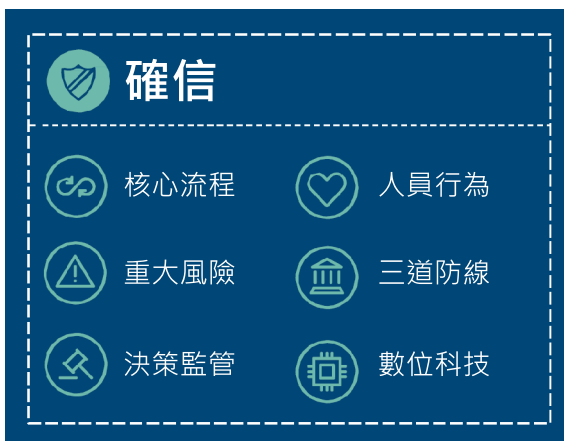 確信
核心流程
人員行為
重大風險
三道防線
決策監管
數位科技